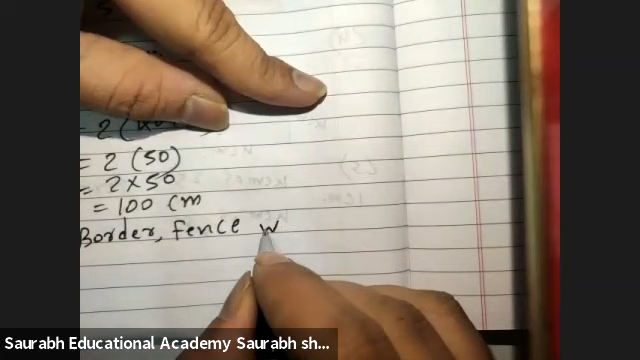 = 2 (50)
= 2 × 50
= 100 cm
Border, fence w
Saurabh Educational Academy Saurabh sh...